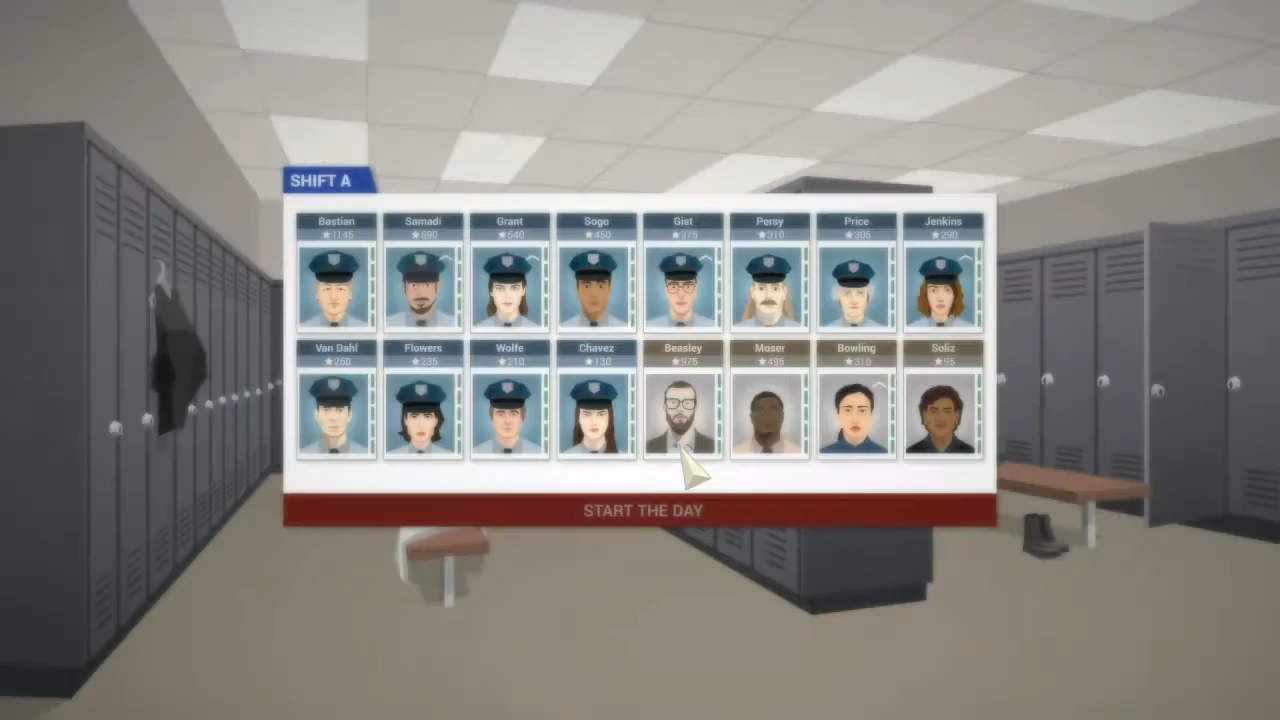 SHIFT A
Bastian Samadi Grant Sogo Gist Persy Price Jenkins
★1145 ★590 ★640 ★450 ★375 ★310 ★305 ★290
Van Dahl Flowers Wolfe Chavez Beasley Moser Bowling Soliz
★260 ★235 ★210 ★130 ★975 ★495 ★310 ★95
START THE DAY